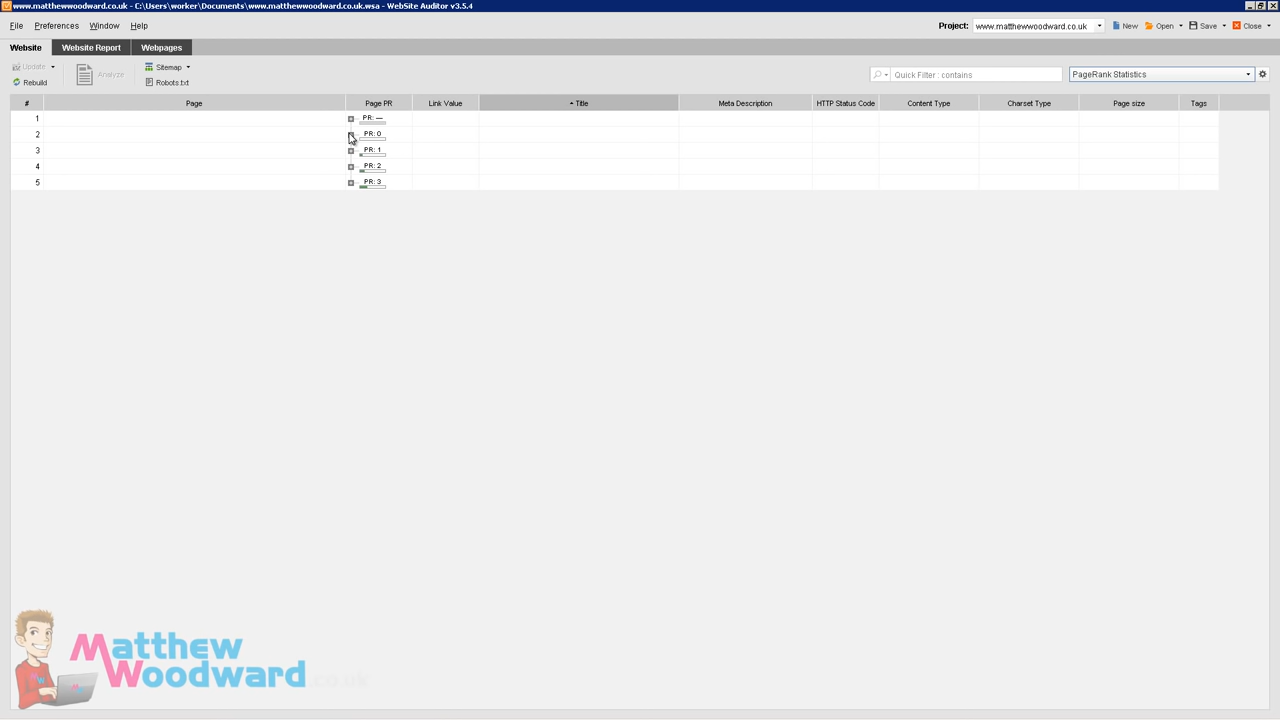 www.matthewwoodward.co.uk - C:\Users\worker\Documents\www.matthewwoodward.co.uk.wsa - WebSite Auditor v3.5.4
File Preferences Window Help Project: www.matthewwoodward.co.uk New Open Save Close
Website Website Report Webpages
Update Analyze Sitemap Quick Filter : contains PageRank Statistics
Rebuild Robots.txt
# Page Page PR Link Value Title Meta Description HTTP Status Code Content Type Charset Type Page size Tags
1 PR: —
2 PR: 0
3 PR: 1
4 PR: 2
5 PR: 3
Matthew
Woodward.co.uk